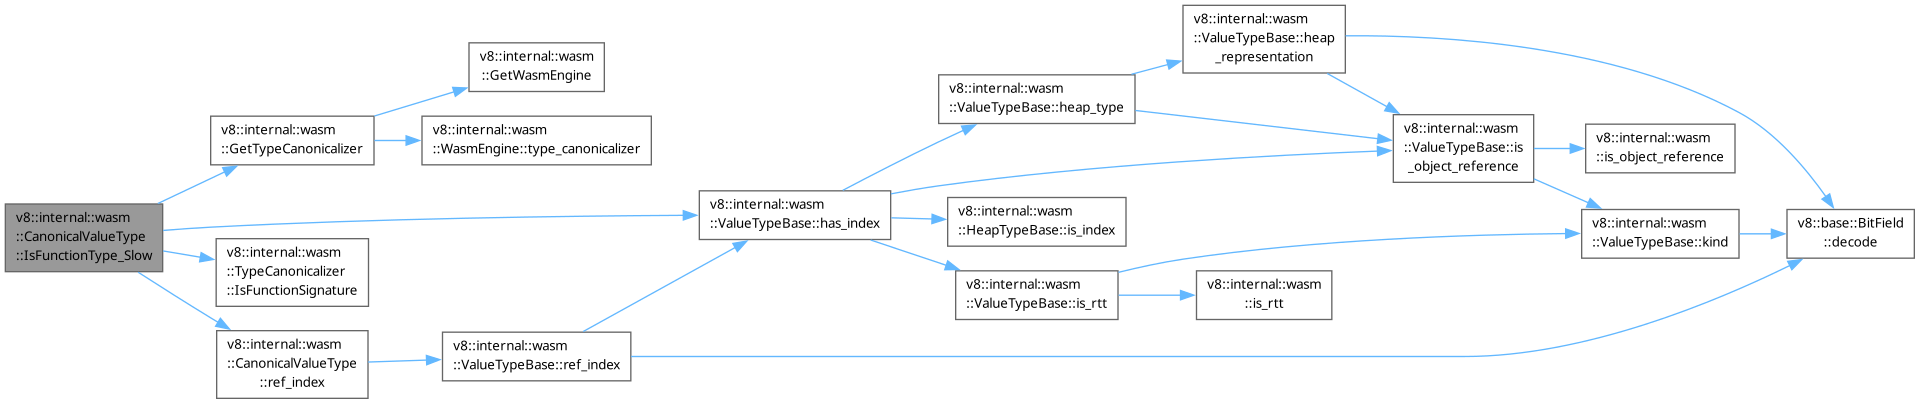 v8::internal::wasm
::CanonicalValueType
::IsFunctionType_Slow
v8::internal::wasm
::GetTypeCanonicalizer
v8::internal::wasm
::GetWasmEngine
v8::internal::wasm
::WasmEngine::type_canonicalizer
v8::internal::wasm
::TypeCanonicalizer
::IsFunctionSignature
v8::internal::wasm
::CanonicalValueType
::ref_index
v8::internal::wasm
::ValueTypeBase::ref_index
v8::internal::wasm
::ValueTypeBase::has_index
v8::internal::wasm
::ValueTypeBase::heap_type
v8::internal::wasm
::HeapTypeBase::is_index
v8::internal::wasm
::ValueTypeBase::is_rtt
v8::internal::wasm
::ValueTypeBase::heap
_representation
v8::internal::wasm
::ValueTypeBase::is
_object_reference
v8::internal::wasm
::is_rtt
v8::internal::wasm
::is_object_reference
v8::internal::wasm
::ValueTypeBase::kind
v8::base::BitField
::decode